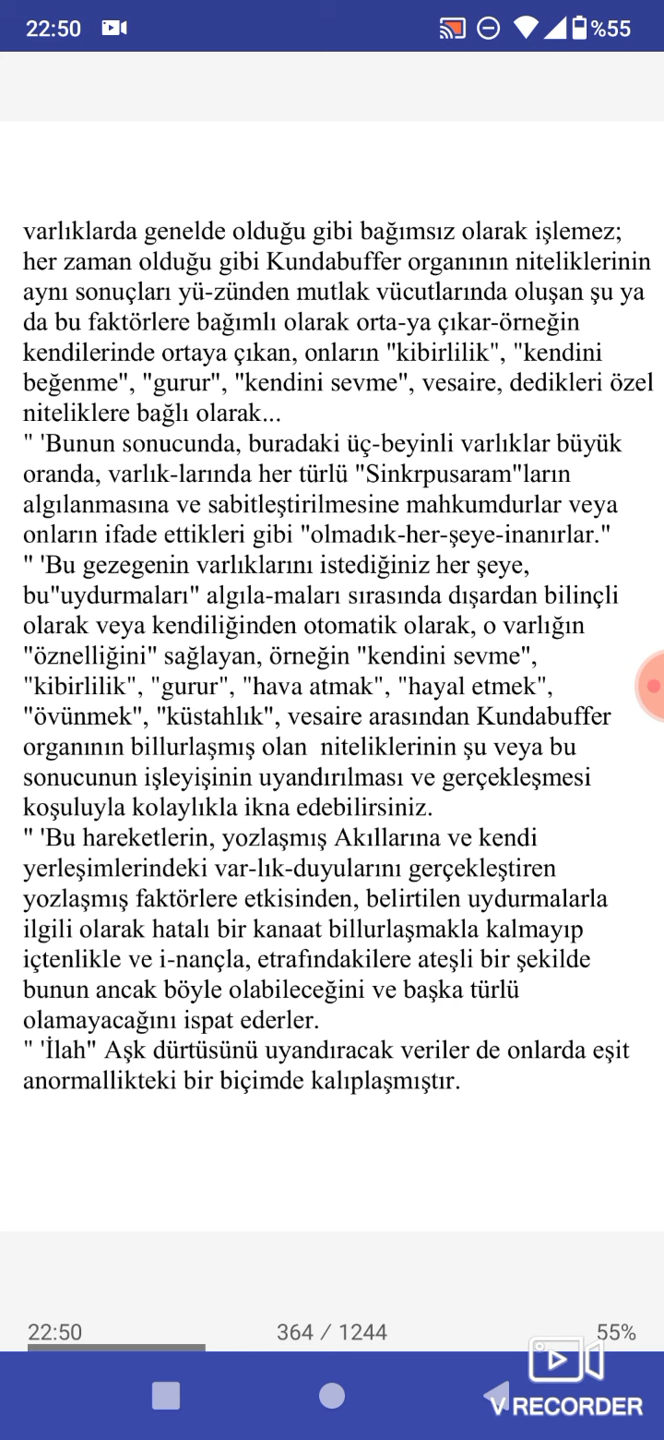 22:50 %55
varlıklarda genelde olduğu gibi bağımsız olarak işlemez;
her zaman olduğu gibi Kundabuffer organının niteliklerinin
aynı sonuçları yü-zünden mutlak vücutlarında oluşan şu ya
da bu faktörlere bağımlı olarak orta-ya çıkar-örneğin
kendilerinde ortaya çıkan, onların "kibirlilik", "kendini
beğenme", "gurur", "kendini sevme", vesaire, dedikleri özel
niteliklere bağlı olarak...
" 'Bunun sonucunda, buradaki üç-beyinli varlıklar büyük
oranda, varlık-larında her türlü "Sinkrpusaram"ların
algılanmasına ve sabitleştirilmesine mahkumdurlar veya
onların ifade ettikleri gibi "olmadık-her-şeye-inanırlar."
" 'Bu gezegenin varlıklarını istediğiniz her şeye,
bu"uydurmaları" algıla-maları sırasında dışardan bilinçli
olarak veya kendiliğinden otomatik olarak, o varlığın
"öznelliğini" sağlayan, örneğin "kendini sevme",
"kibirlilik", "gurur", "hava atmak", "hayal etmek",
"övünmek", "küstahlık", vesaire arasından Kundabuffer
organının billurlaşmış olan  niteliklerinin şu veya bu
sonucunun işleyişinin uyandırılması ve gerçekleşmesi
koşuluyla kolaylıkla ikna edebilirsiniz.
" 'Bu hareketlerin, yozlaşmış Akıllarına ve kendi
yerleşimlerindeki var-lık-duyularını gerçekleştiren
yozlaşmış faktörlere etkisinden, belirtilen uydurmalarla
ilgili olarak hatalı bir kanaat billurlaşmakla kalmayıp
içtenlikle ve i-nançla, etrafındakilere ateşli bir şekilde
bunun ancak böyle olabileceğini ve başka türlü
olamayacağını ispat ederler.
" 'İlah" Aşk dürtüsünü uyandıracak veriler de onlarda eşit
anormallikteki bir biçimde kalıplaşmıştır.
22:50 364 / 1244 55%
V RECORDER